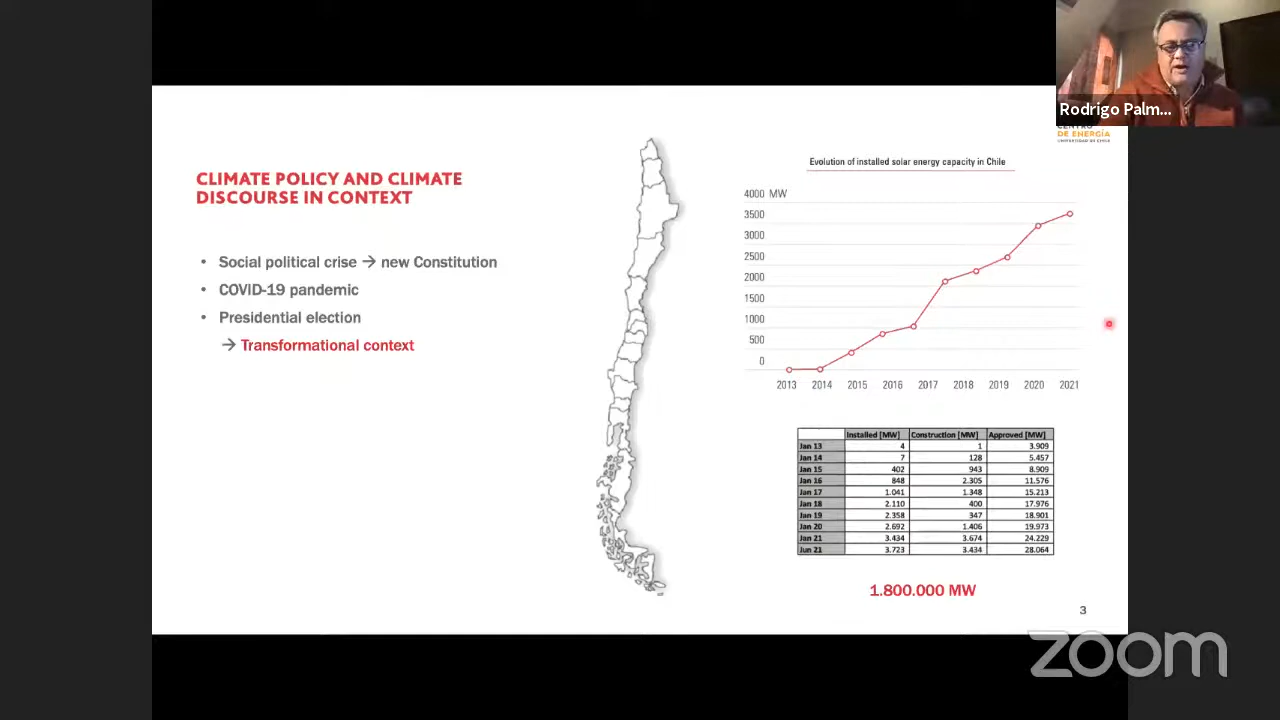 Rodrigo Palm...
CENTRO
DE ENERGÍA
UNIVERSIDAD DE CHILE
CLIMATE POLICY AND CLIMATE
DISCOURSE IN CONTEXT
• Social political crise → new Constitution
• COVID-19 pandemic
• Presidential election
→ Transformational context
Evolution of installed solar energy capacity in Chile
4000 MW
3500
3000
2500
2000
1500
1000
500
0
2013 2014 2015 2016 2017 2018 2019 2020 2021
Installed [MW] Construction [MW] Approved [MW]
Jan 13 4 1 3.909
Jan 14 7 128 5.457
Jan 15 402 943 8.909
Jan 16 848 2.305 11.576
Jan 17 1.041 1.348 15.213
Jan 18 2.110 400 17.976
Jan 19 2.358 347 18.901
Jan 20 2.692 1.406 19.973
Jan 21 3.434 3.674 24.229
Jun 21 3.723 3.434 28.064
1.800.000 MW
3
zoom